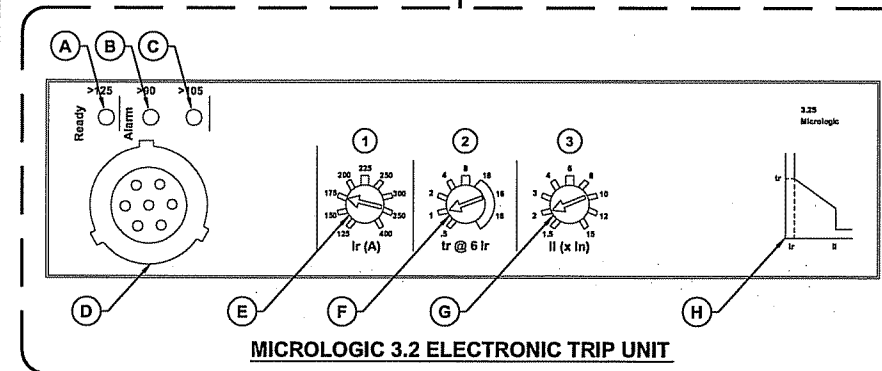 A B C
>125 >90 >105
Ready
Alarm
1 2 3
3.2S
Micrologic
125 150 175 200 225 250 300 350 400
Ir (A)
.5 1 2 4 8 16 16 16
tr @ 6 Ir
1.5 2 3 4 6 8 10 12 15
Ii (x In)
tr
Ir
Ii
D E F G H
MICROLOGIC 3.2 ELECTRONIC TRIP UNIT